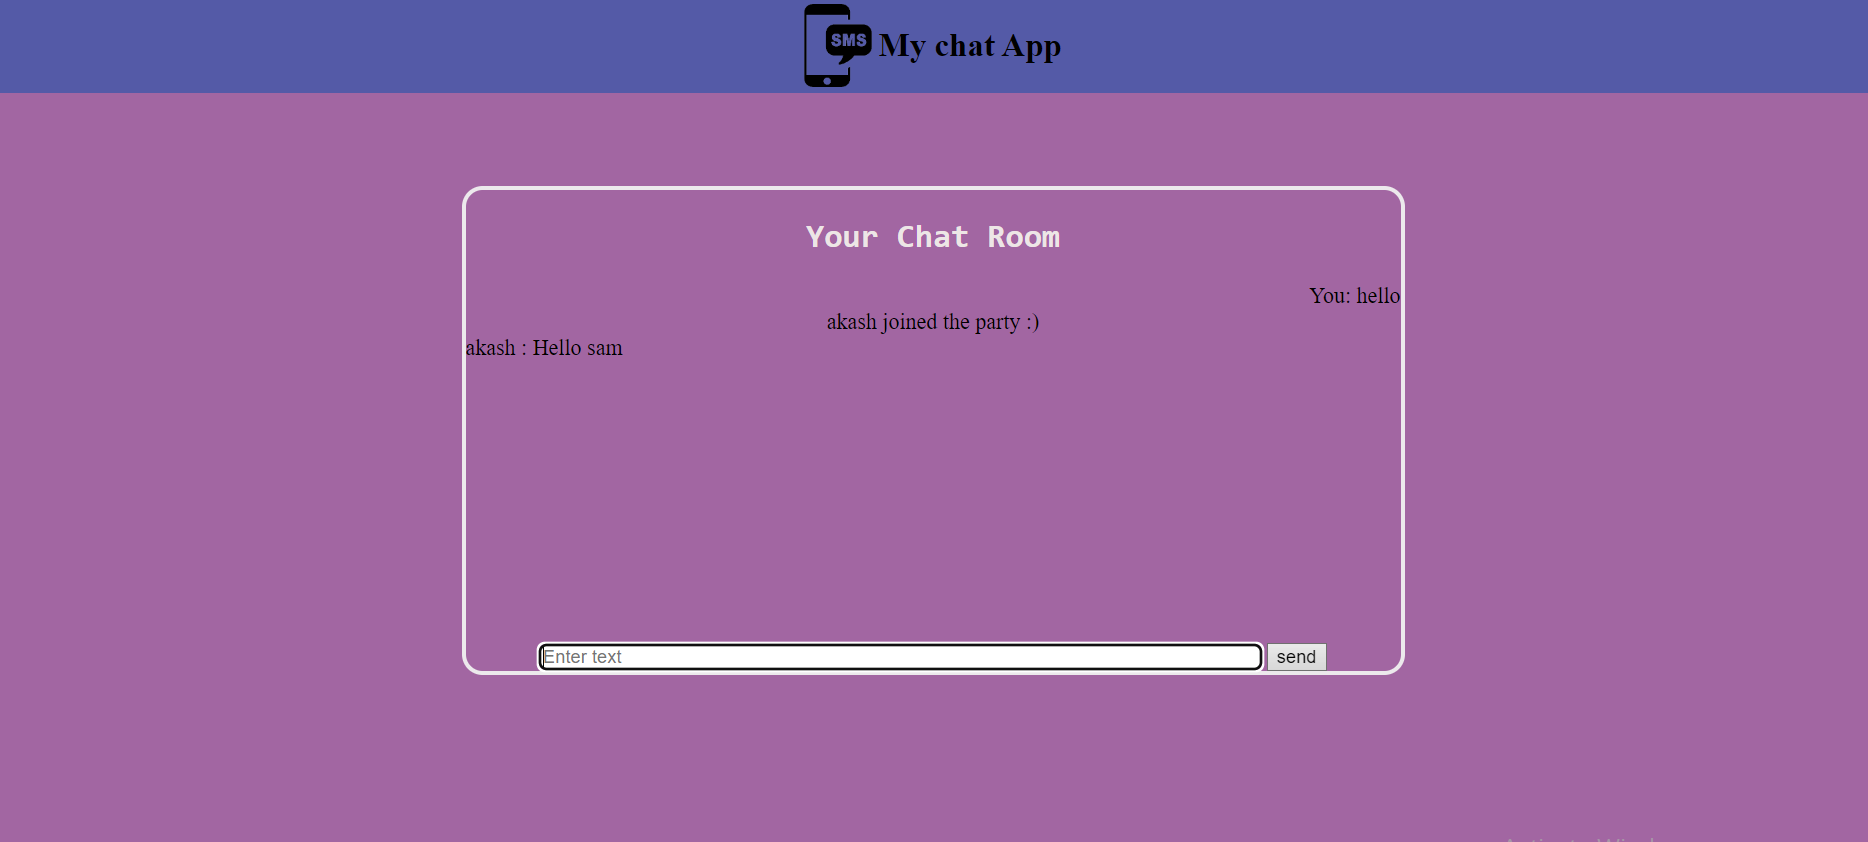 SMS
My chat App
Your Chat Room
You: hello
akash joined the party :)
akash : Hello sam
Enter text
send